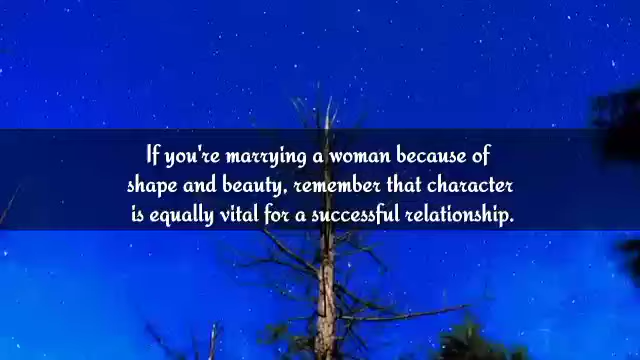 If you're marrying a woman because of
shape and beauty, remember that character
is equally vital for a successful relationship.